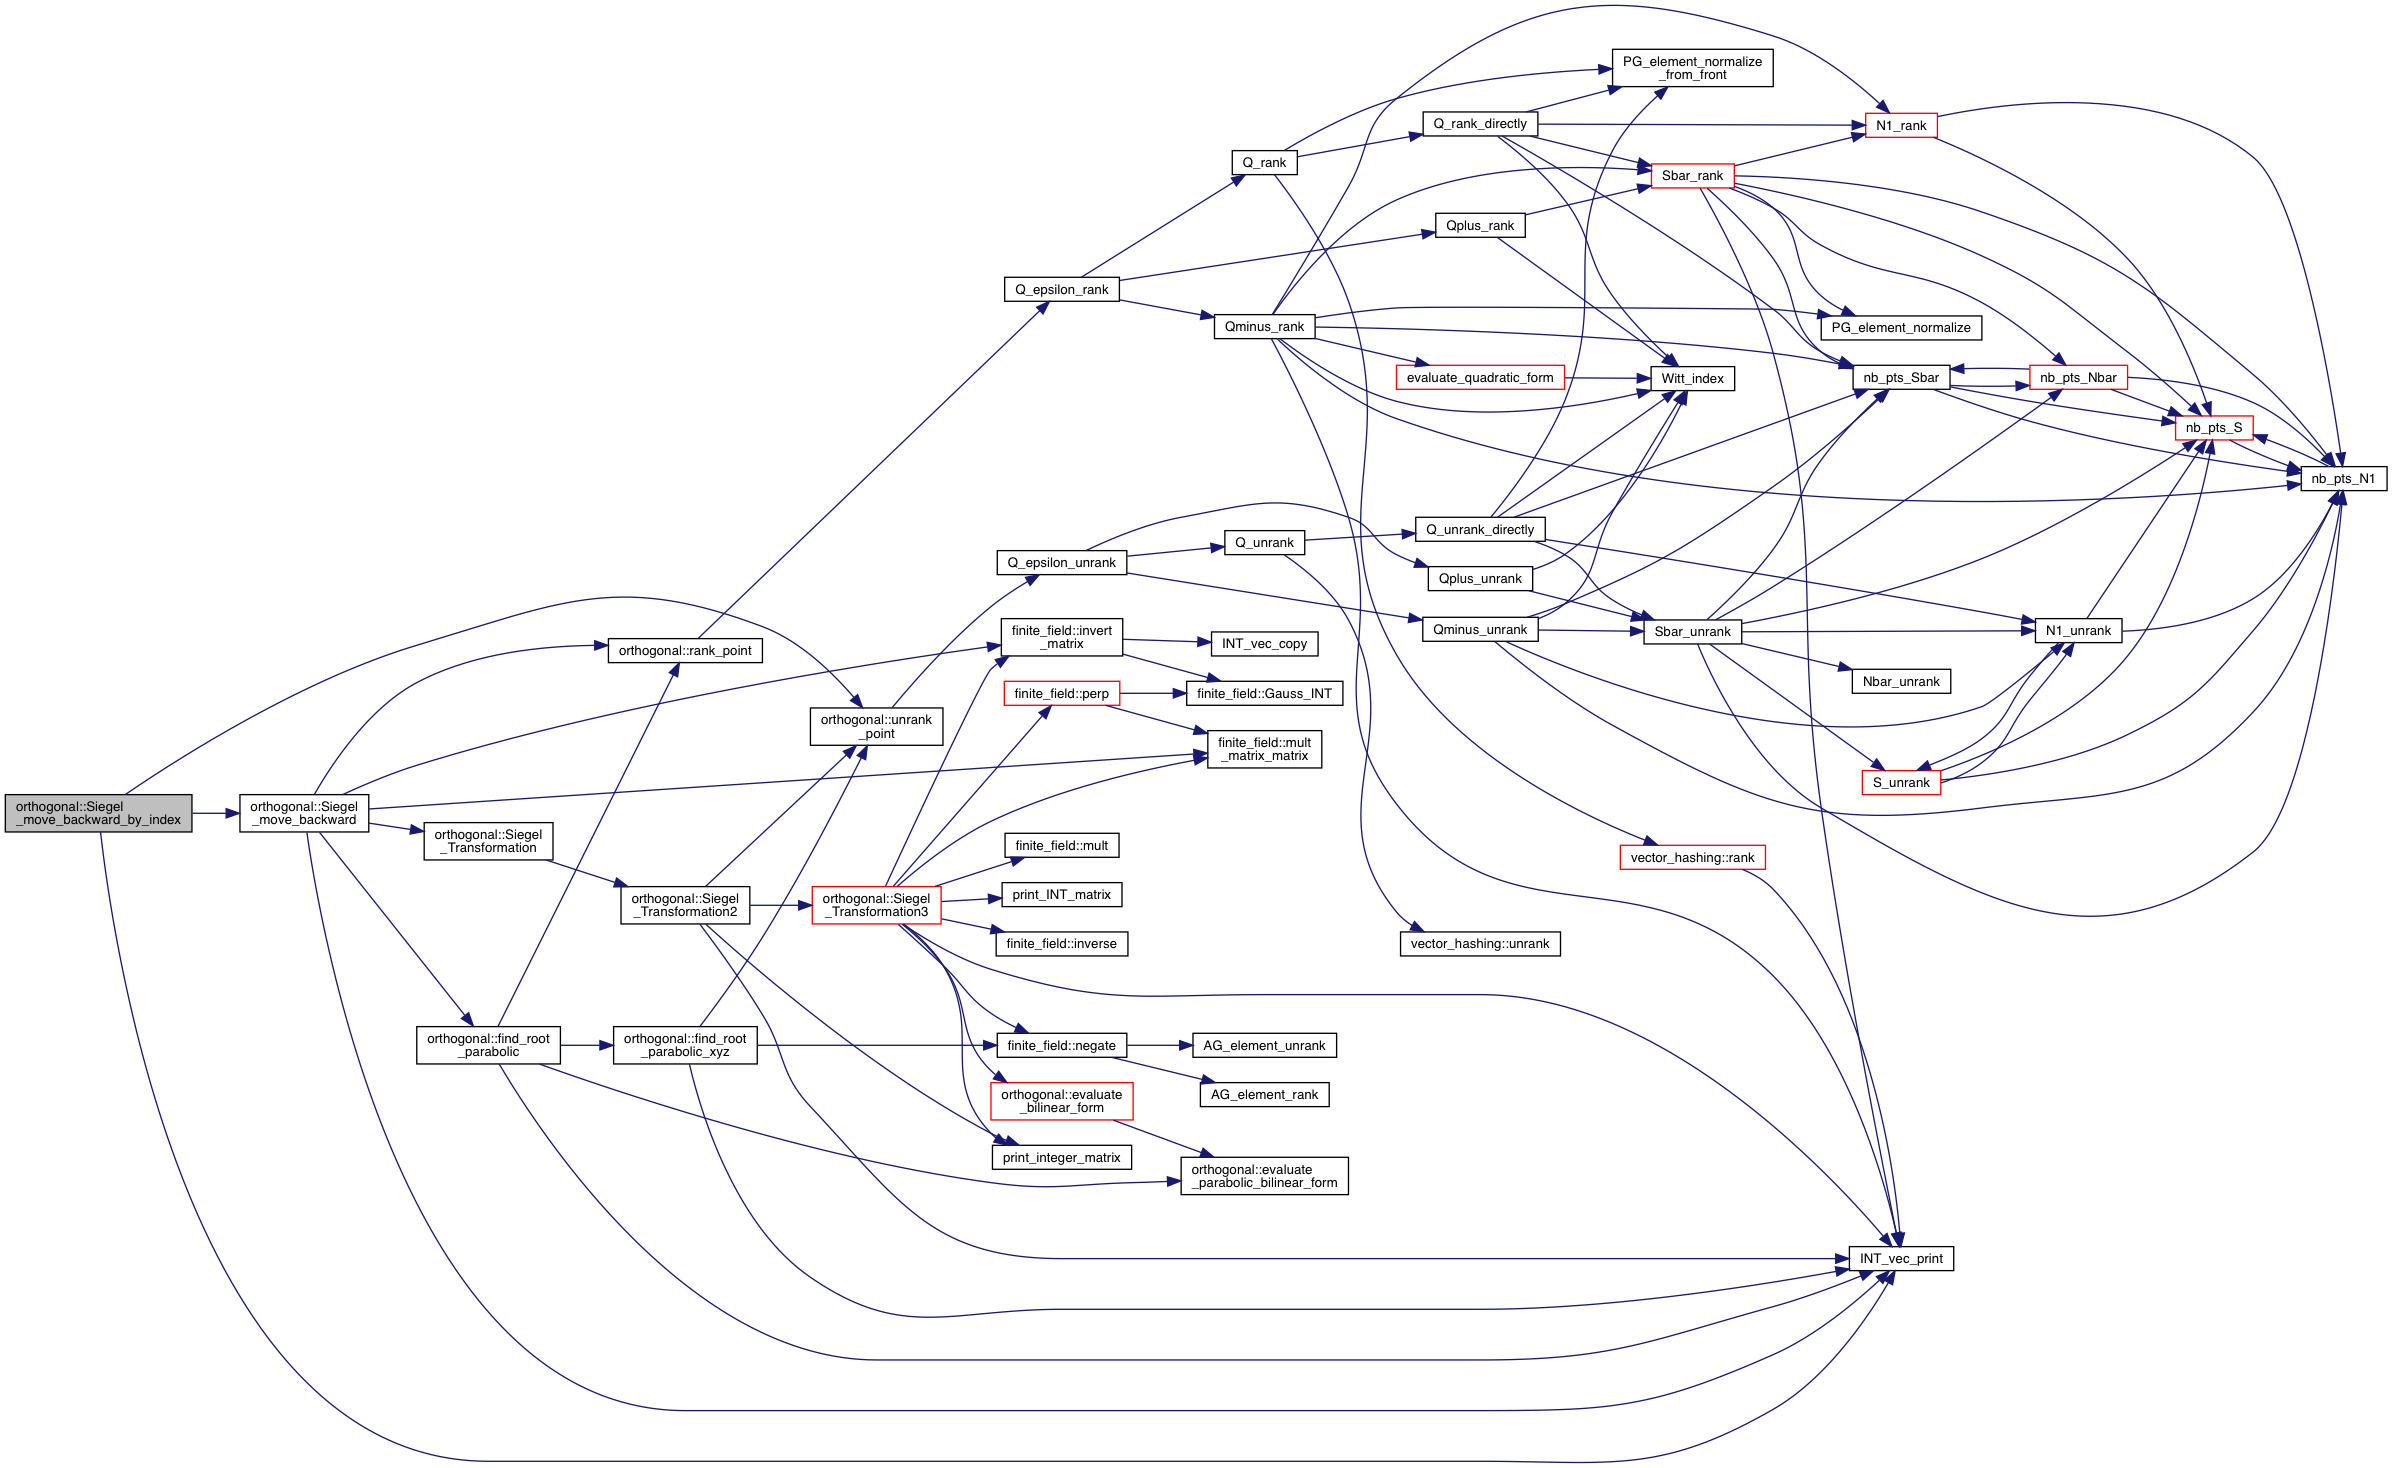 orthogonal::Siegel
_move_backward_by_index
orthogonal::Siegel
_move_backward
orthogonal::Siegel
_Transformation
orthogonal::find_root
_parabolic
orthogonal::rank_point
orthogonal::Siegel
_Transformation2
orthogonal::find_root
_parabolic_xyz
orthogonal::unrank
_point
orthogonal::Siegel
_Transformation3
Q_epsilon_rank
Q_epsilon_unrank
finite_field::invert
_matrix
finite_field::perp
finite_field::mult
print_INT_matrix
finite_field::inverse
finite_field::negate
orthogonal::evaluate
_bilinear_form
print_integer_matrix
Q_rank
Qminus_rank
Q_unrank
INT_vec_copy
finite_field::Gauss_INT
finite_field::mult
_matrix_matrix
AG_element_unrank
AG_element_rank
orthogonal::evaluate
_parabolic_bilinear_form
Q_rank_directly
Qplus_rank
evaluate_quadratic_form
Q_unrank_directly
Qplus_unrank
Qminus_unrank
vector_hashing::unrank
PG_element_normalize
_from_front
Sbar_rank
Witt_index
Sbar_unrank
vector_hashing::rank
N1_rank
PG_element_normalize
nb_pts_Sbar
Nbar_unrank
S_unrank
INT_vec_print
nb_pts_Nbar
N1_unrank
nb_pts_S
nb_pts_N1